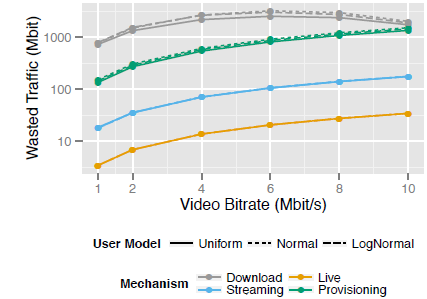 Wasted Traffic (Mbit)
1000
100
10
1 2 4 6 8 10
Video Bitrate (Mbit/s)
User Model Uniform Normal LogNormal
Mechanism Download Live
Streaming Provisioning